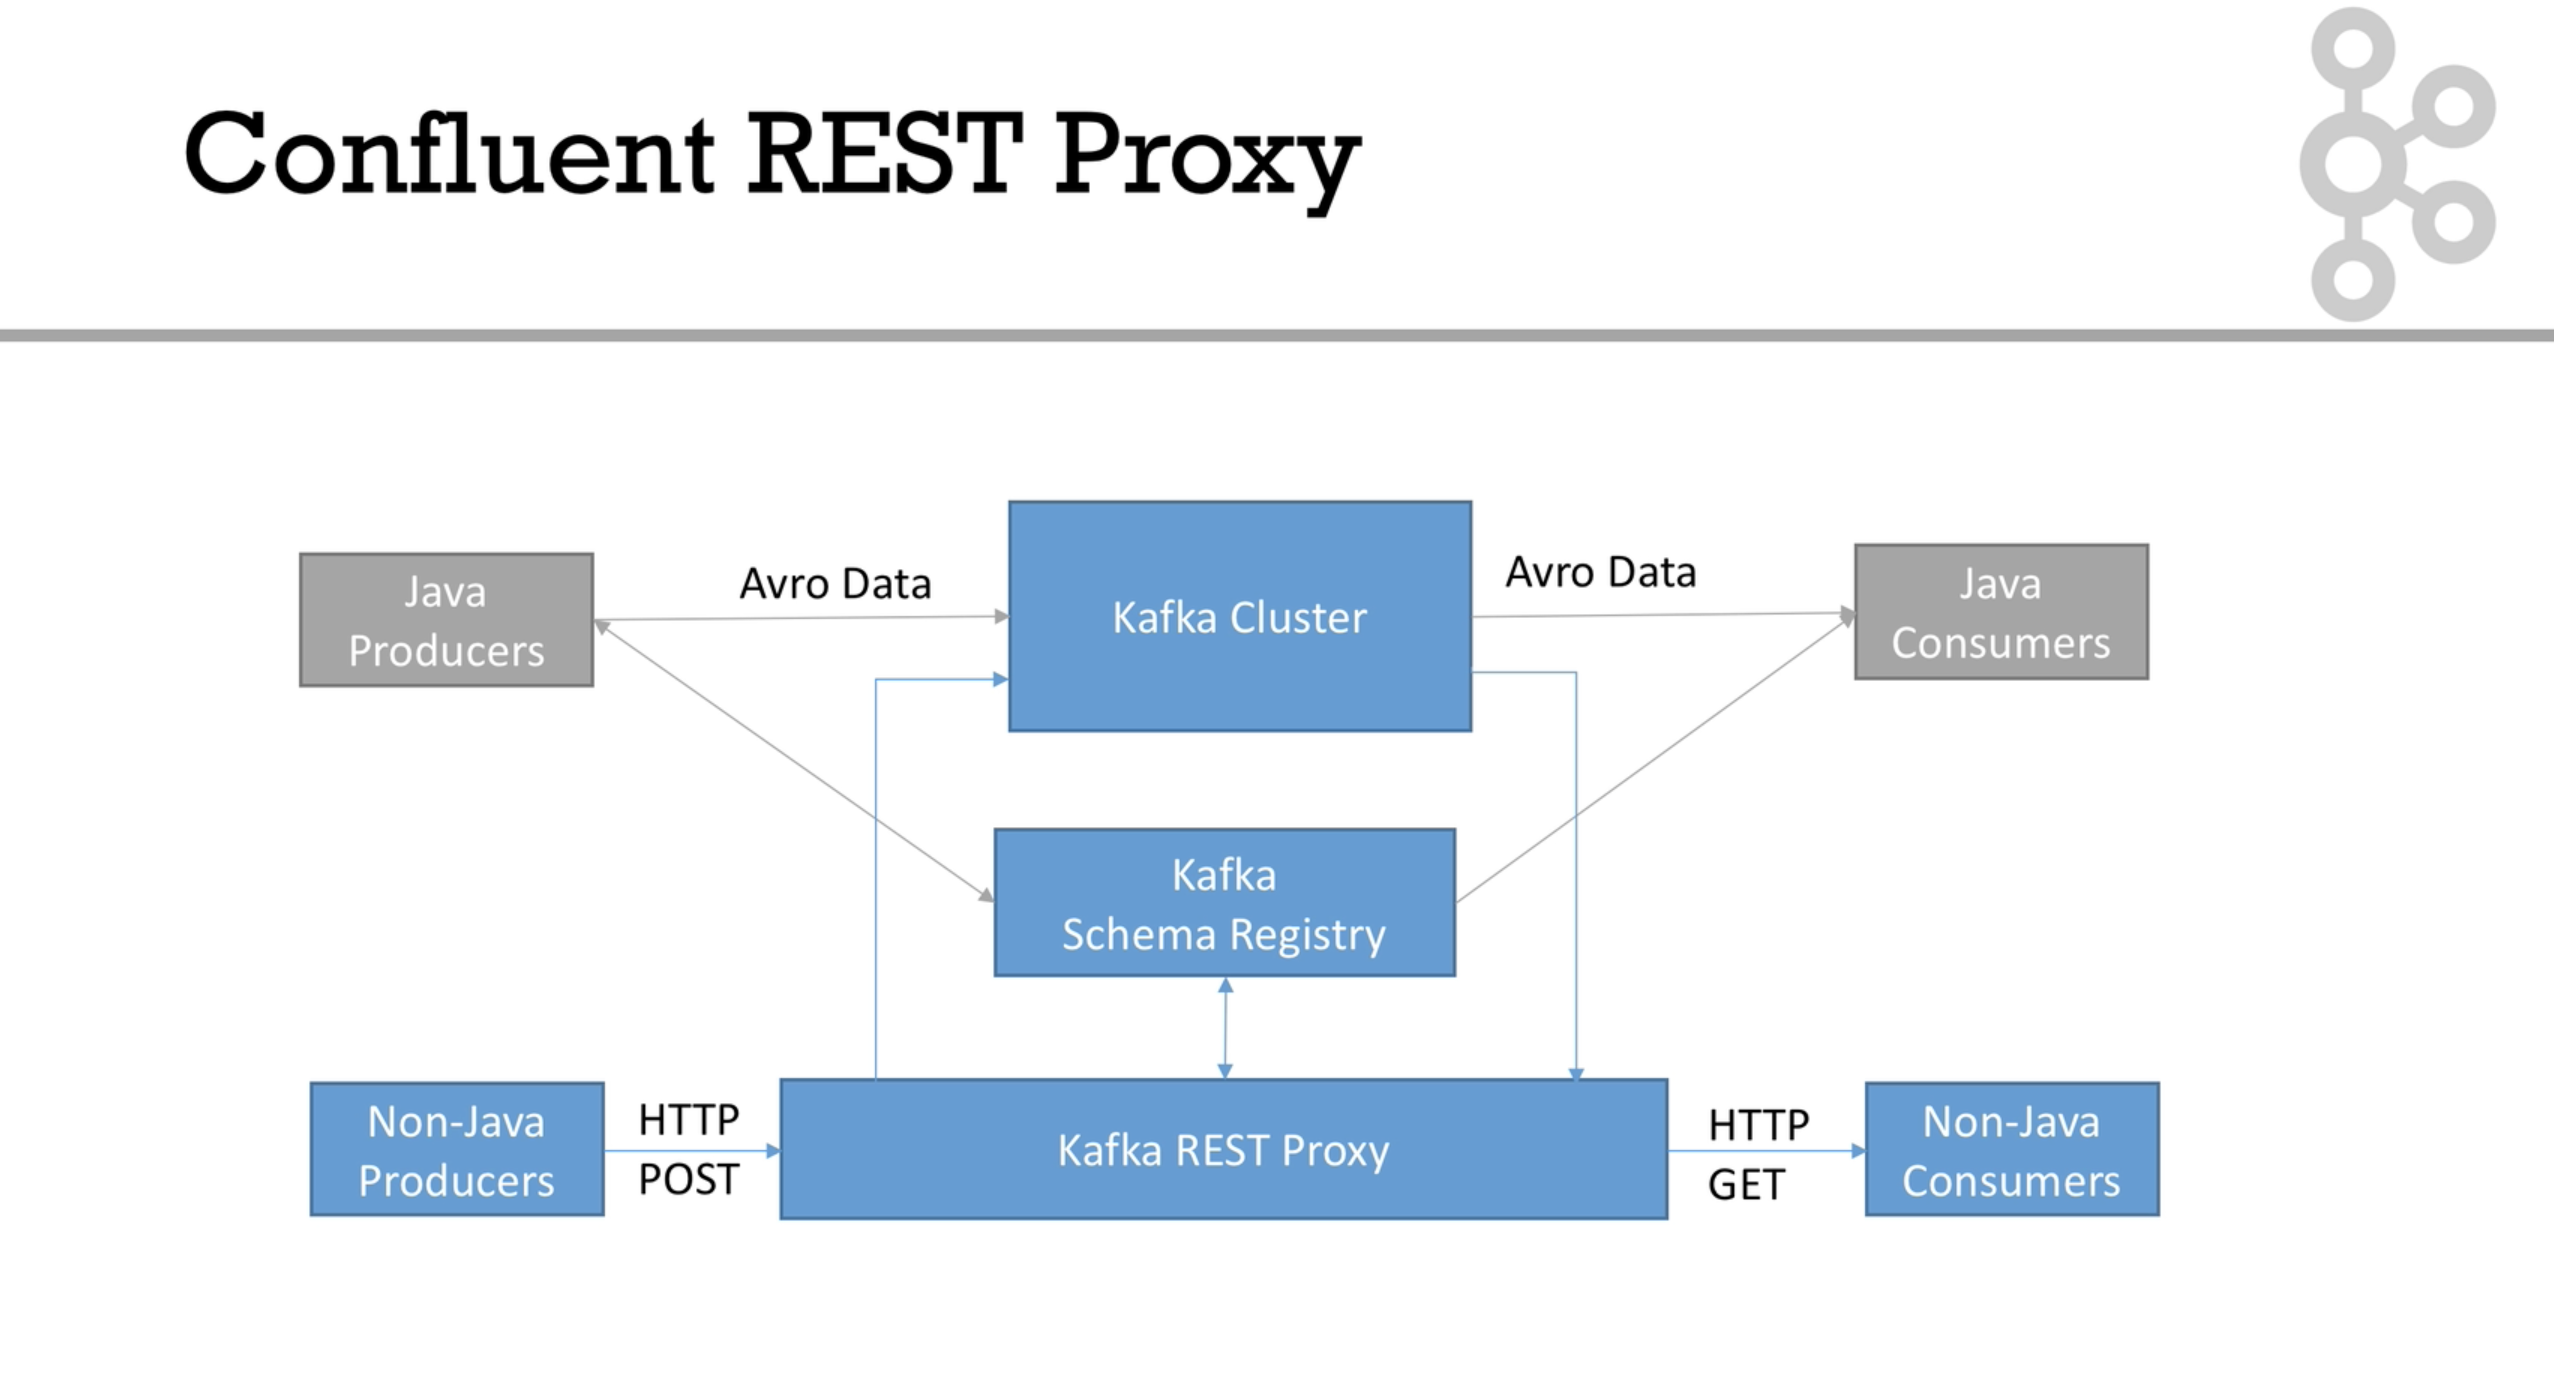 Confluent REST Proxy
Java
Producers
Avro Data
Kafka Cluster
Avro Data
Java
Consumers
Kafka
Schema Registry
Non-Java
Producers
HTTP
POST
Kafka REST Proxy
HTTP
GET
Non-Java
Consumers